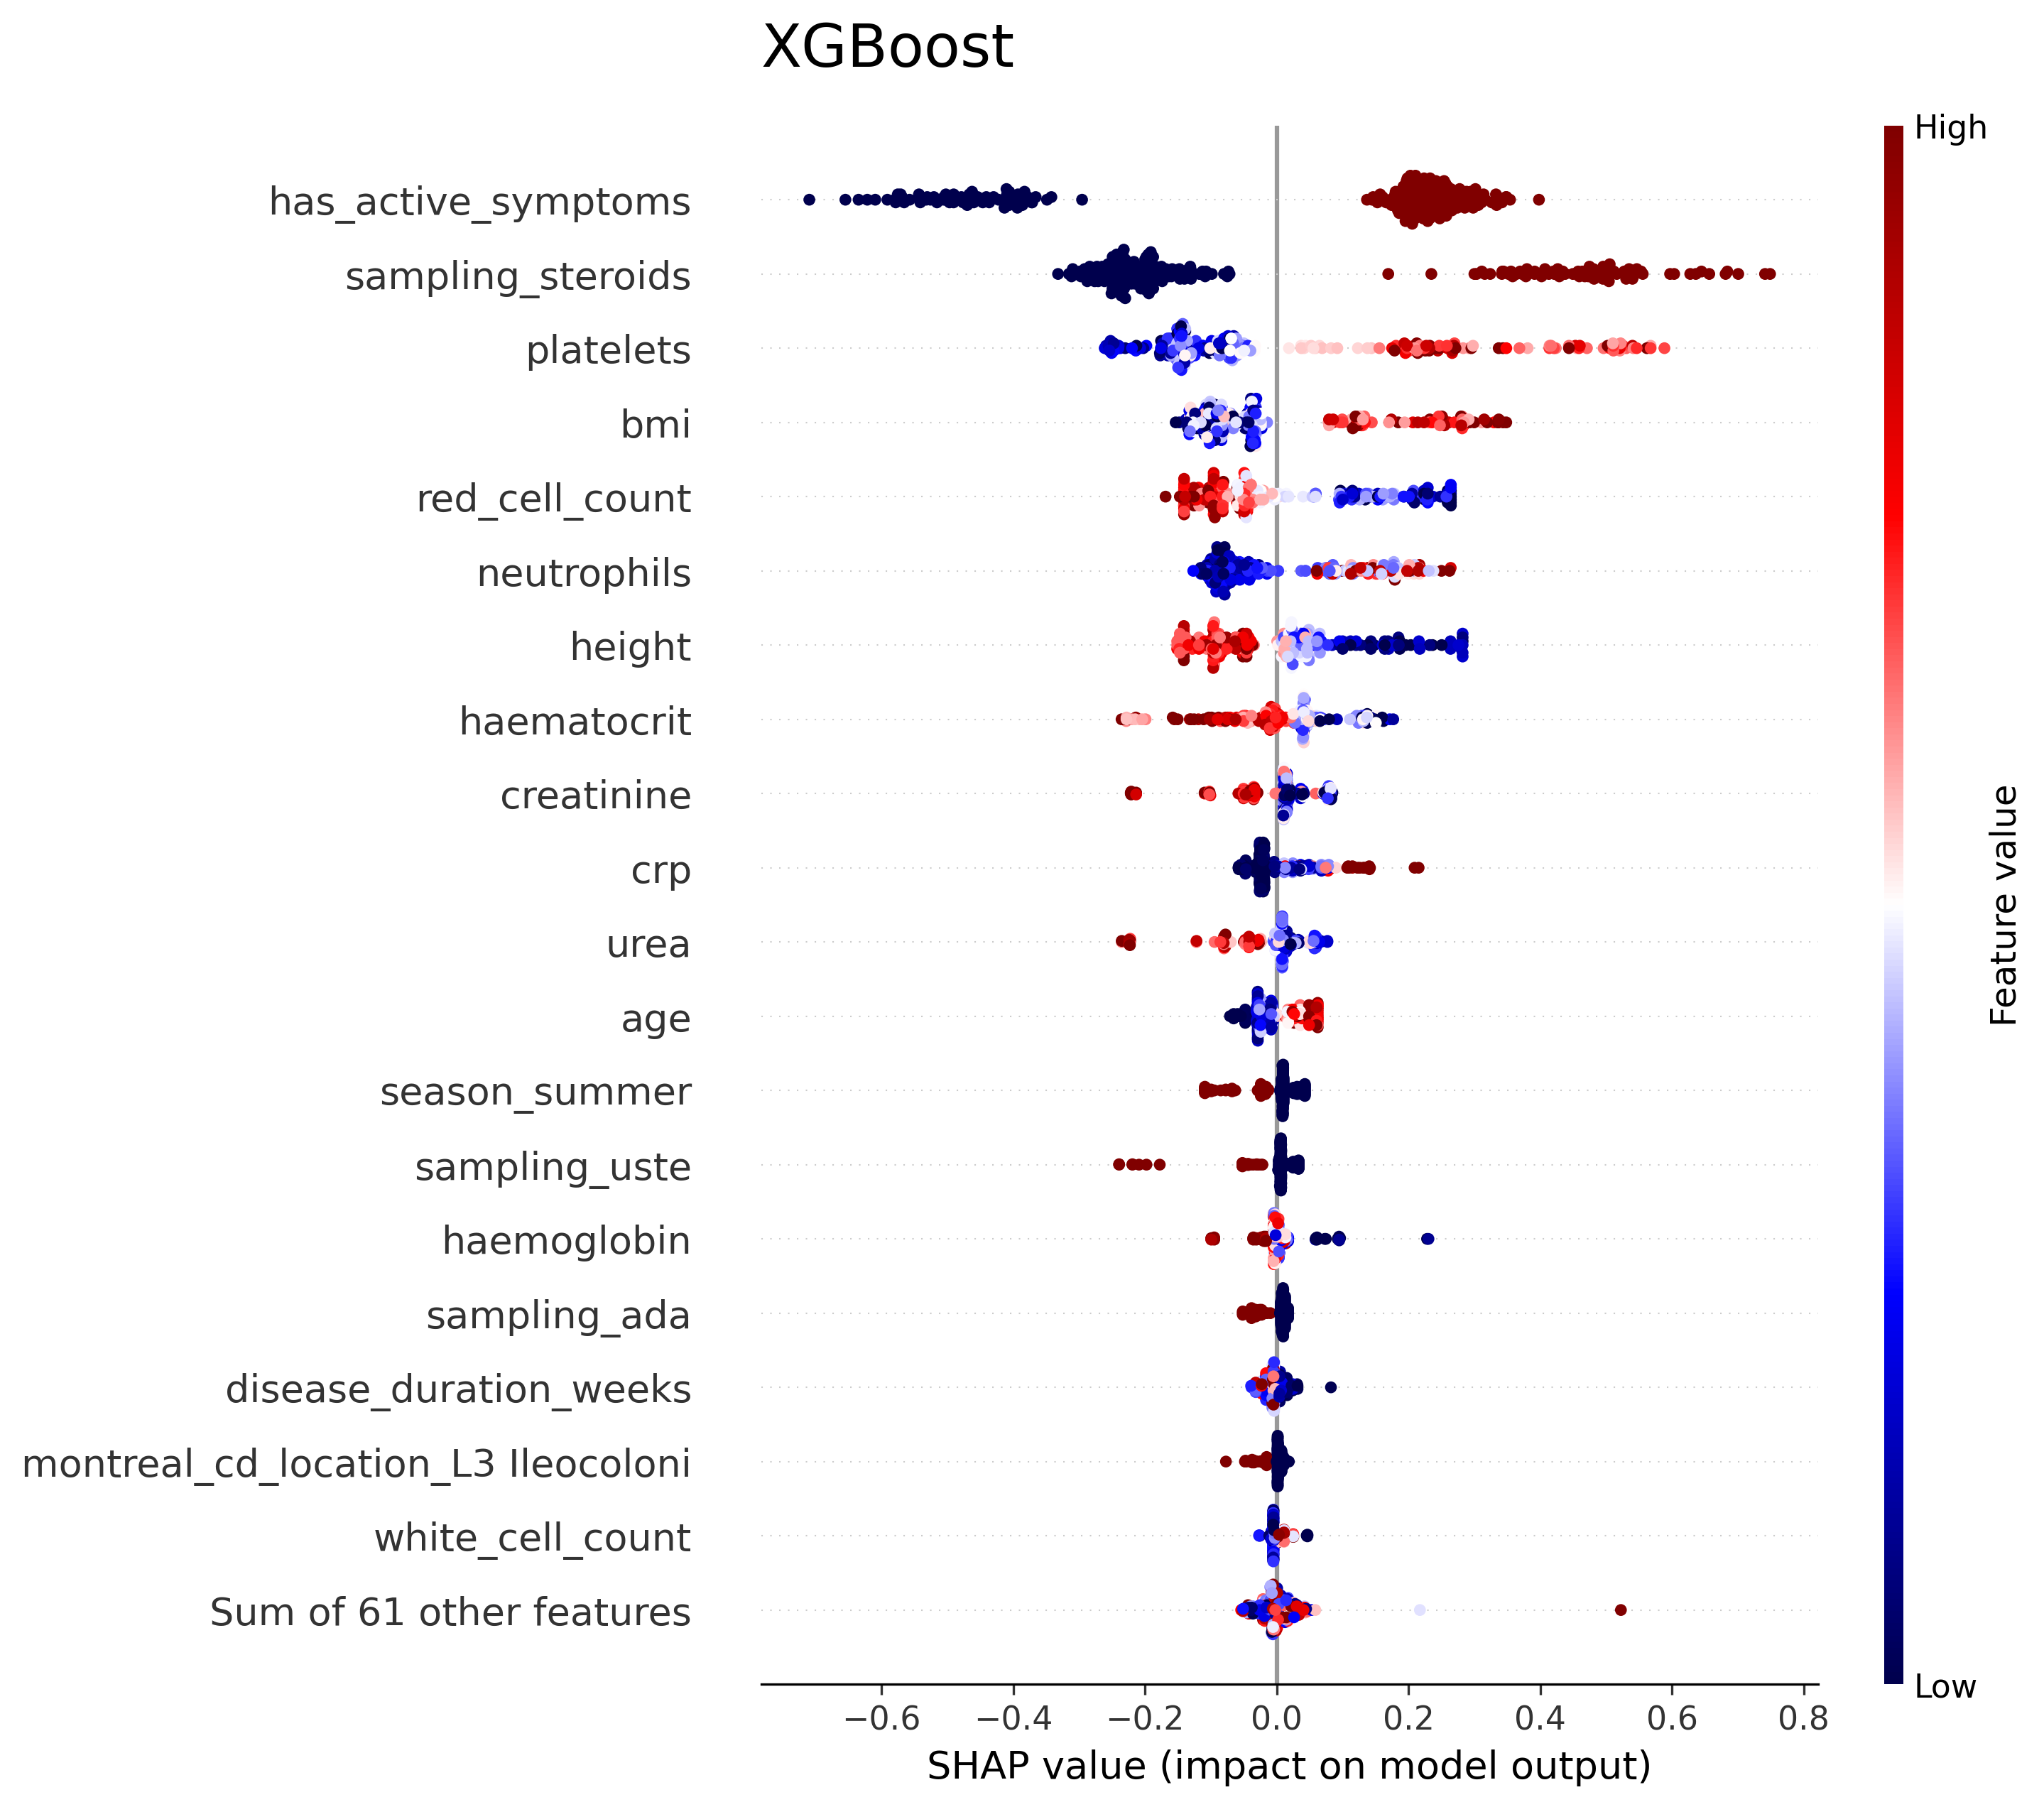 XGBoost
High
has_active_symptoms
sampling_steroids
platelets
bmi
red_cell_count
neutrophils
height
haematocrit
creatinine
crp
urea
age
season_summer
sampling_uste
haemoglobin
sampling_ada
disease_duration_weeks
montreal_cd_location_L3 Ileocoloni
white_cell_count
Sum of 61 other features
Feature value
Low
−0.6 −0.4 −0.2 0.0 0.2 0.4 0.6 0.8
SHAP value (impact on model output)